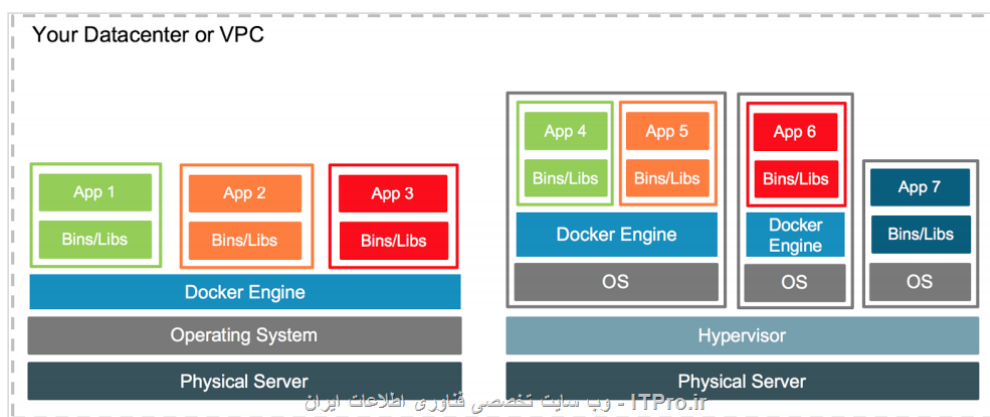 Your Datacenter or VPC
App 1
Bins/Libs
App 2
Bins/Libs
App 3
Bins/Libs
Docker Engine
Operating System
Physical Server
App 4
Bins/Libs
App 5
Bins/Libs
Docker Engine
OS
App 6
Bins/Libs
Docker
Engine
OS
App 7
Bins/Libs
OS
Hypervisor
Physical Server
ITPro.ir - وب سایت تخصصی فناوری اطلاعات ایران